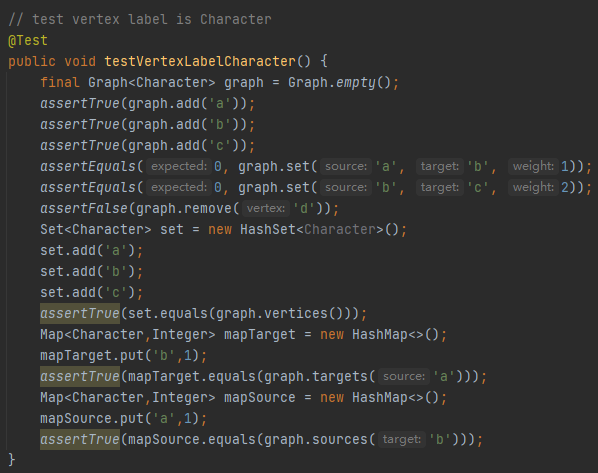 // test vertex label is Character
@Test
public void testVertexLabelCharacter() {
    final Graph<Character> graph = Graph.empty();
    assertTrue(graph.add('a'));
    assertTrue(graph.add('b'));
    assertTrue(graph.add('c'));
    assertEquals( expected: 0, graph.set( source: 'a', target: 'b', weight: 1));
    assertEquals( expected: 0, graph.set( source: 'b', target: 'c', weight: 2));
    assertFalse(graph.remove( vertex: 'd'));
    Set<Character> set = new HashSet<Character>();
    set.add('a');
    set.add('b');
    set.add('c');
    assertTrue(set.equals(graph.vertices()));
    Map<Character,Integer> mapTarget = new HashMap<>();
    mapTarget.put('b',1);
    assertTrue(mapTarget.equals(graph.targets( source: 'a')));
    Map<Character,Integer> mapSource = new HashMap<>();
    mapSource.put('a',1);
    assertTrue(mapSource.equals(graph.sources( target: 'b')));
}